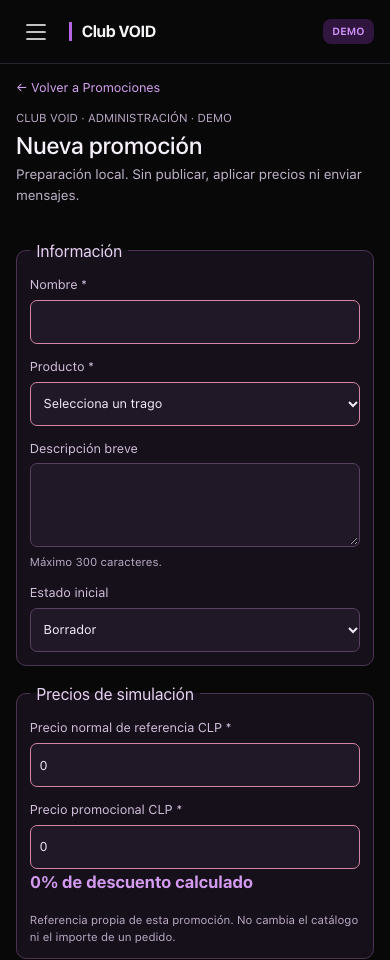 Club VOID
DEMO
← Volver a Promociones
CLUB VOID · ADMINISTRACIÓN · DEMO
Nueva promoción
Preparación local. Sin publicar, aplicar precios ni enviar
mensajes.
Información
Nombre *
Producto *
Selecciona un trago
Descripción breve
Máximo 300 caracteres.
Estado inicial
Borrador
Precios de simulación
Precio normal de referencia CLP *
0
Precio promocional CLP *
0
0% de descuento calculado
Referencia propia de esta promoción. No cambia el catálogo
ni el importe de un pedido.